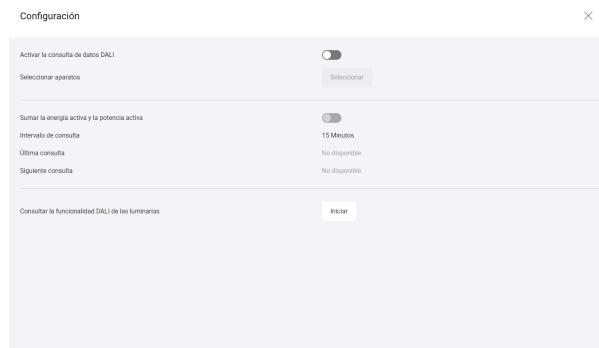 Configuración
Activar la consulta de datos DALI
Seleccionar aparatos Seleccionar
Sumar la energía activa y la potencia activa
Intervalo de consulta 15 Minutos
Última consulta No disponible
Siguiente consulta No disponible
Consultar la funcionalidad DALI de las luminarias Iniciar